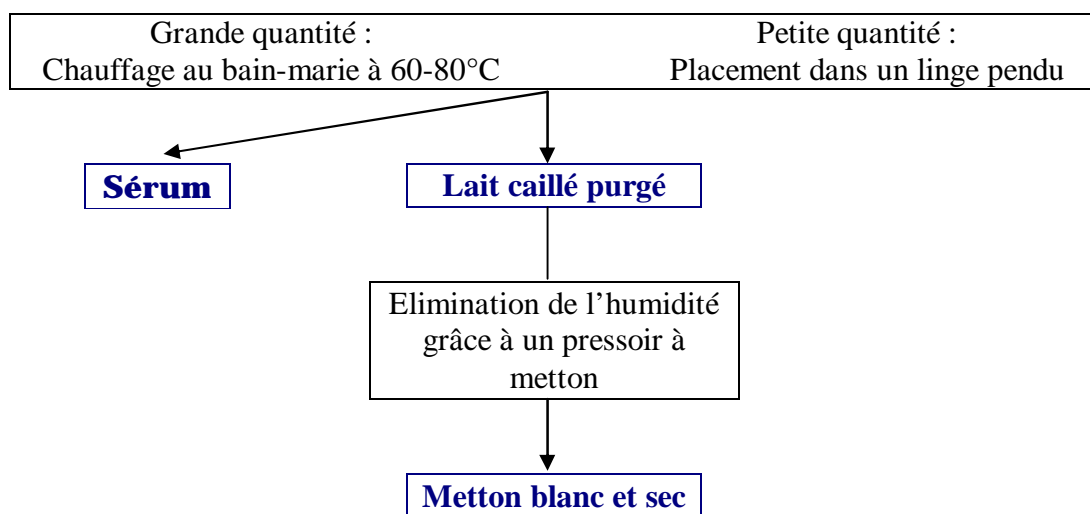 Grande quantité :
Chauffage au bain-marie à 60-80°C
Petite quantité :
Placement dans un linge pendu
Sérum
Lait caillé purgé
Elimination de l’humidité
grâce à un pressoir à
metton
Metton blanc et sec